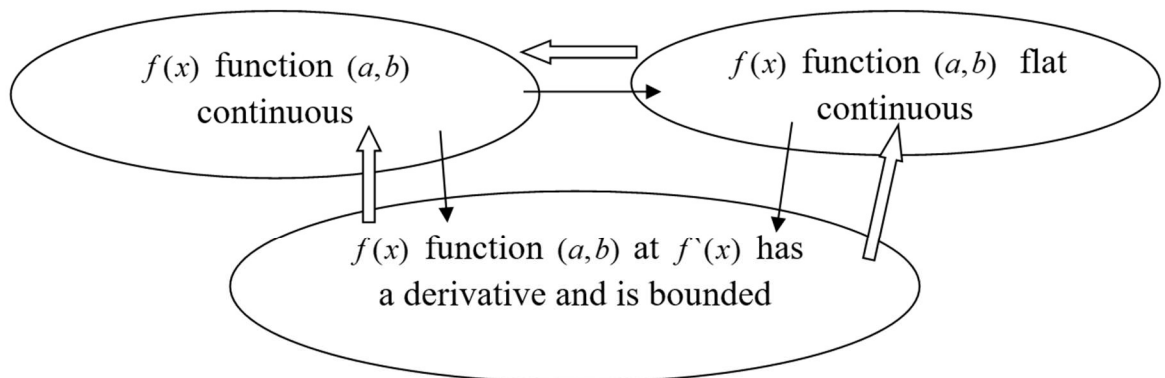 f(x) function (a,b)
continuous
f(x) function (a,b) flat
continuous
f(x) function (a,b) at f`(x) has
a derivative and is bounded